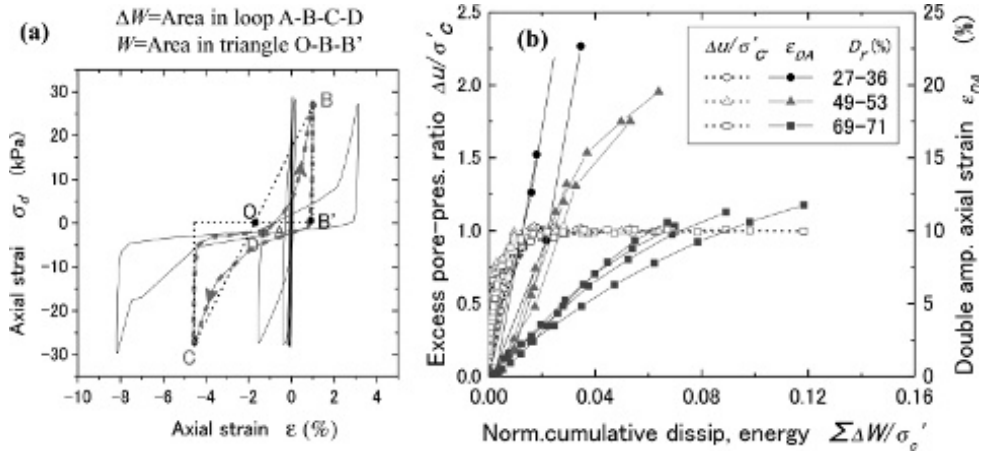 ΔW=Area in loop A-B-C-D
(a)
W=Area in triangle O-B-B'
30
20
10
0
−10
−20
−30
Axial strai σd (kPa)
B
O
B'
D
A
C
−10 −8 −6 −4 −2 0 2 4
Axial strain ε (%)
(b)
2.5
2.0
1.5
1.0
0.5
0.0
Excess pore-pres. ratio Δu/σ'c
Δu/σ'c εDA Dr(%)
27−36
49−53
69−71
25
20
15
10
5
0
Double amp. axial strain εDA (%)
0.00 0.04 0.08 0.12 0.16
Norm.cumulative dissip, energy ΣΔW/σc'